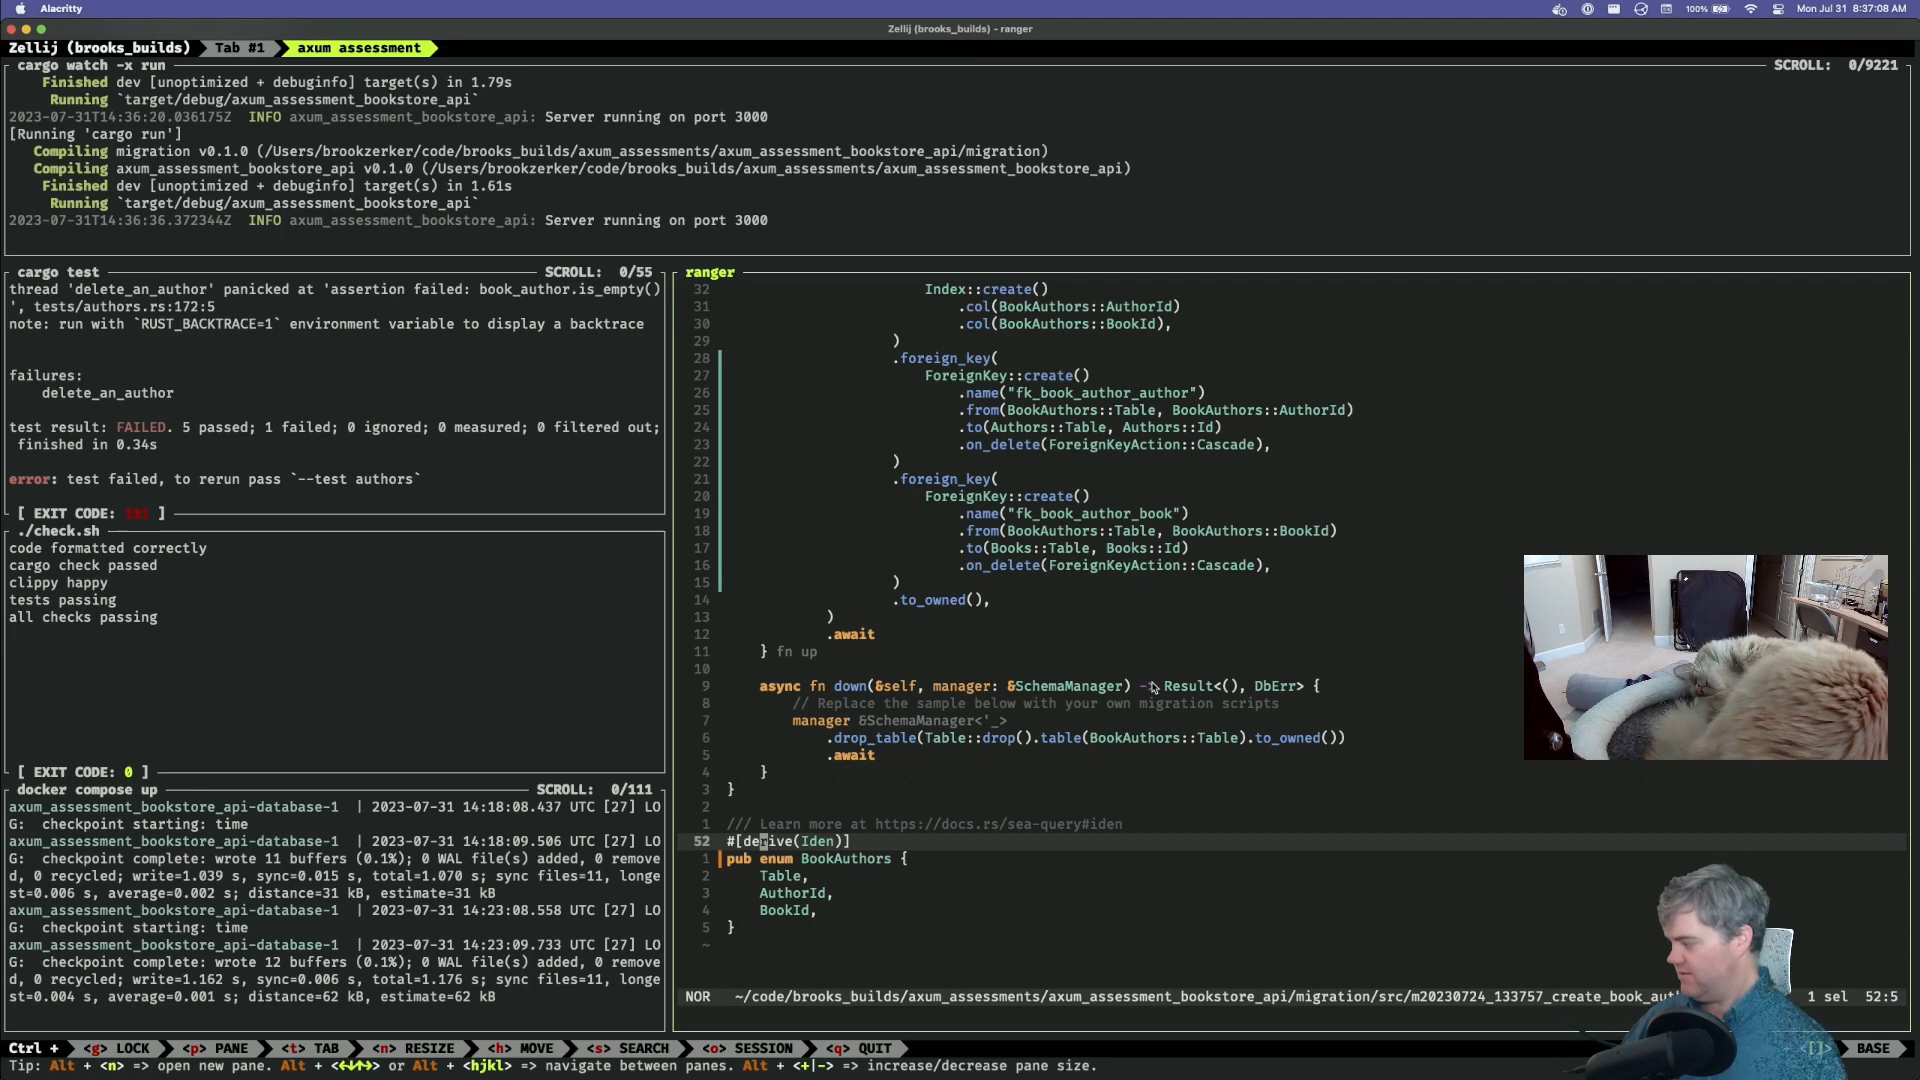 Alacritty
100%
Mon Jul 31 8:37:08 AM
Zellij (brooks_builds) - ranger
Zellij (brooks_builds) Tab #1 axum assessment
cargo watch -x run
SCROLL: 0/9221
Finished dev [unoptimized + debuginfo] target(s) in 1.79s
Running `target/debug/axum_assessment_bookstore_api`
2023-07-31T14:36:20.036175Z INFO axum_assessment_bookstore_api: Server running on port 3000
[Running 'cargo run']
Compiling migration v0.1.0 (/Users/brookzerker/code/brooks_builds/axum_assessments/axum_assessment_bookstore_api/migration)
Compiling axum_assessment_bookstore_api v0.1.0 (/Users/brookzerker/code/brooks_builds/axum_assessments/axum_assessment_bookstore_api)
Finished dev [unoptimized + debuginfo] target(s) in 1.61s
Running `target/debug/axum_assessment_bookstore_api`
2023-07-31T14:36:36.372344Z INFO axum_assessment_bookstore_api: Server running on port 3000
cargo test
SCROLL: 0/55
thread 'delete_an_author' panicked at 'assertion failed: book_author.is_empty()
', tests/authors.rs:172:5
note: run with `RUST_BACKTRACE=1` environment variable to display a backtrace
failures:
delete_an_author
test result: FAILED. 5 passed; 1 failed; 0 ignored; 0 measured; 0 filtered out;
finished in 0.34s
error: test failed, to rerun pass `--test authors`
[ EXIT CODE: 101 ]
./check.sh
code formatted correctly
cargo check passed
clippy happy
tests passing
all checks passing
[ EXIT CODE: 0 ]
docker compose up
SCROLL: 0/111
axum_assessment_bookstore_api-database-1 | 2023-07-31 14:18:08.437 UTC [27] LO
G: checkpoint starting: time
axum_assessment_bookstore_api-database-1 | 2023-07-31 14:18:09.506 UTC [27] LO
G: checkpoint complete: wrote 11 buffers (0.1%); 0 WAL file(s) added, 0 remove
d, 0 recycled; write=1.039 s, sync=0.015 s, total=1.070 s; sync files=11, longe
st=0.006 s, average=0.002 s; distance=31 kB, estimate=31 kB
axum_assessment_bookstore_api-database-1 | 2023-07-31 14:23:08.558 UTC [27] LO
G: checkpoint starting: time
axum_assessment_bookstore_api-database-1 | 2023-07-31 14:23:09.733 UTC [27] LO
G: checkpoint complete: wrote 12 buffers (0.1%); 0 WAL file(s) added, 0 remove
d, 0 recycled; write=1.162 s, sync=0.006 s, total=1.176 s; sync files=11, longe
st=0.004 s, average=0.001 s; distance=62 kB, estimate=62 kB
ranger
32 Index::create()
31 .col(BookAuthors::AuthorId)
30 .col(BookAuthors::BookId),
29 )
28 .foreign_key(
27 ForeignKey::create()
26 .name("fk_book_author_author")
25 .from(BookAuthors::Table, BookAuthors::AuthorId)
24 .to(Authors::Table, Authors::Id)
23 .on_delete(ForeignKeyAction::Cascade),
22 )
21 .foreign_key(
20 ForeignKey::create()
19 .name("fk_book_author_book")
18 .from(BookAuthors::Table, BookAuthors::BookId)
17 .to(Books::Table, Books::Id)
16 .on_delete(ForeignKeyAction::Cascade),
15 )
14 .to_owned(),
13 )
12 .await
11 } fn up
10
9 async fn down(&self, manager: &SchemaManager) -> Result<(), DbErr> {
8 // Replace the sample below with your own migration scripts
7 manager &SchemaManager<'_>
6 .drop_table(Table::drop().table(BookAuthors::Table).to_owned())
5 .await
4 }
3 }
2
1 /// Learn more at https://docs.rs/sea-query#iden
52 #[derive(Iden)]
1 pub enum BookAuthors {
2 Table,
3 AuthorId,
4 BookId,
5 }
~
NOR ~/code/brooks_builds/axum_assessments/axum_assessment_bookstore_api/migration/src/m20230724_133757_create_book_aut 1 sel 52:5
Ctrl + <g> LOCK <p> PANE <t> TAB <n> RESIZE <h> MOVE <s> SEARCH <o> SESSION <q> QUIT <[]> BASE
Tip: Alt + <n> => open new pane. Alt + <←↓↑→> or Alt + <hjkl> => navigate between panes. Alt + <+|-> => increase/decrease pane size.